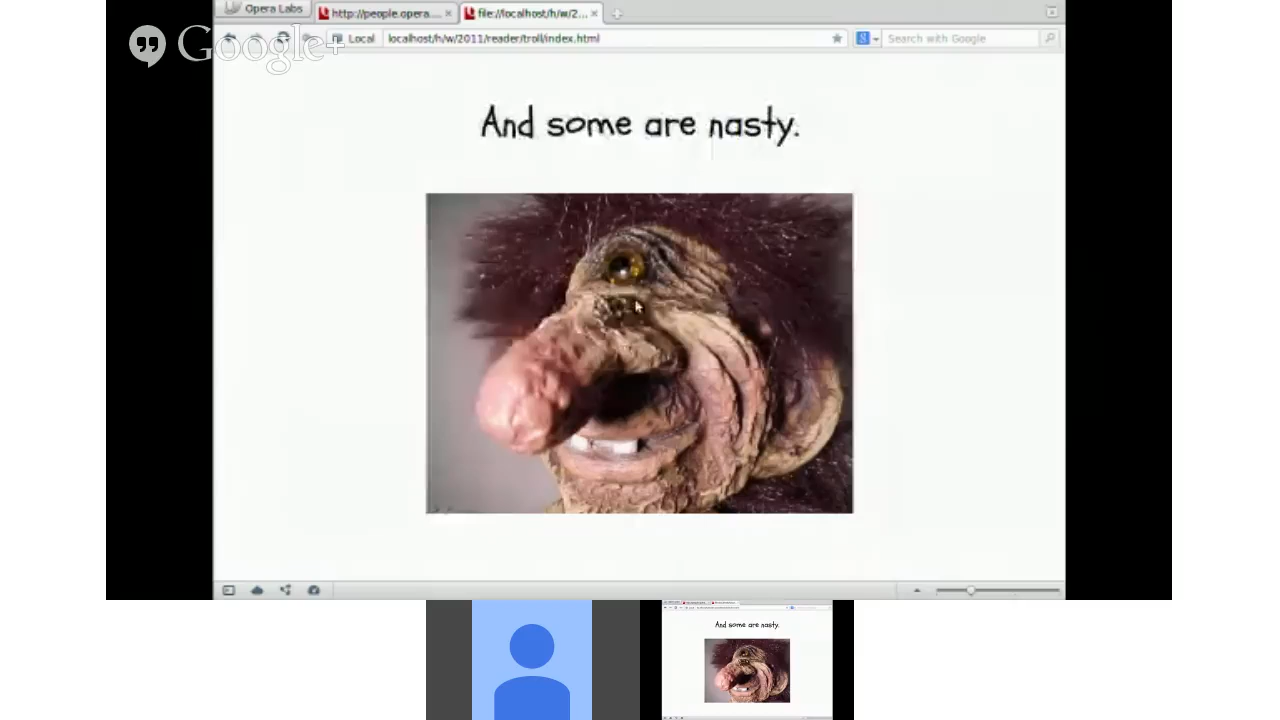 Opera Labs
http://people.opera....
file://localhost/h/w/2...
Google+
Local
localhost/h/w/2011/reader/troll/index.html
Search with Google
And some are nasty.
And some are nasty.